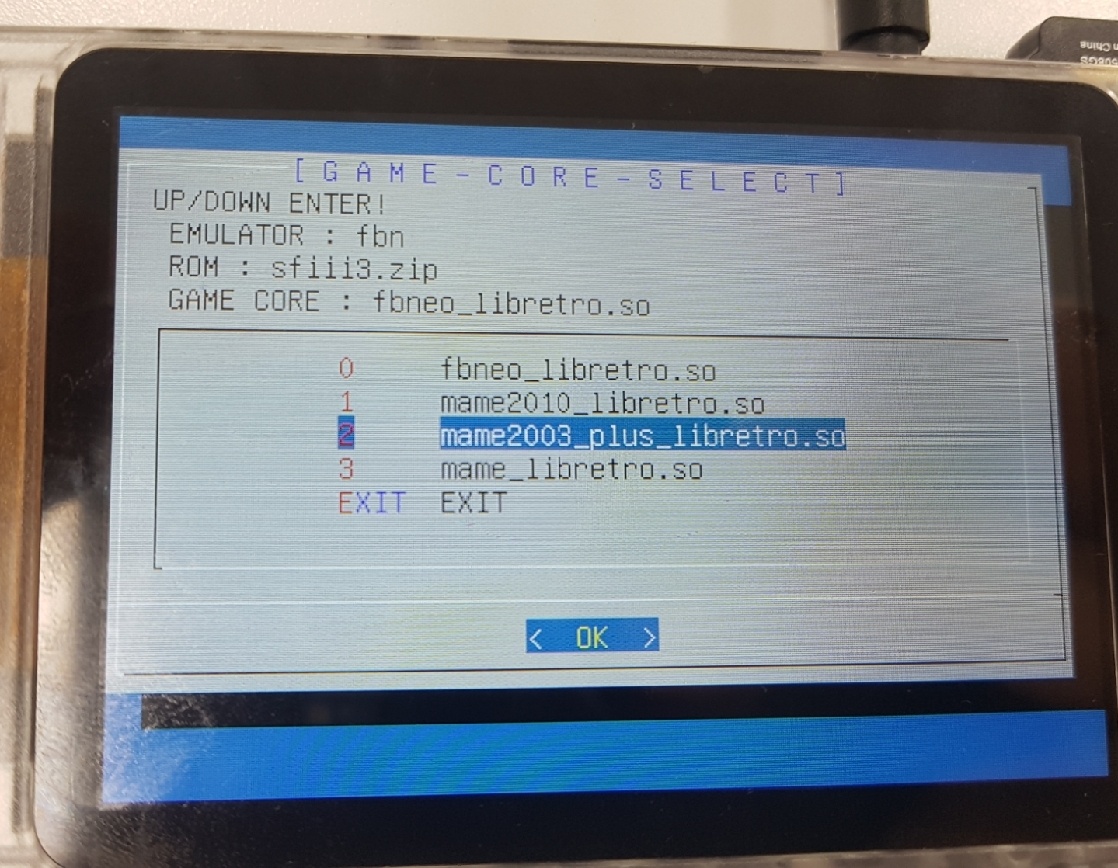 [GAME-CORE-SELECT]
UP/DOWN ENTER!
EMULATOR : fbn
ROM : sfiii3.zip
GAME CORE : fbneo_libretro.so
0 fbneo_libretro.so
1 mame2010_libretro.so
2 mame2003_plus_libretro.so
3 mame_libretro.so
EXIT EXIT
< OK >